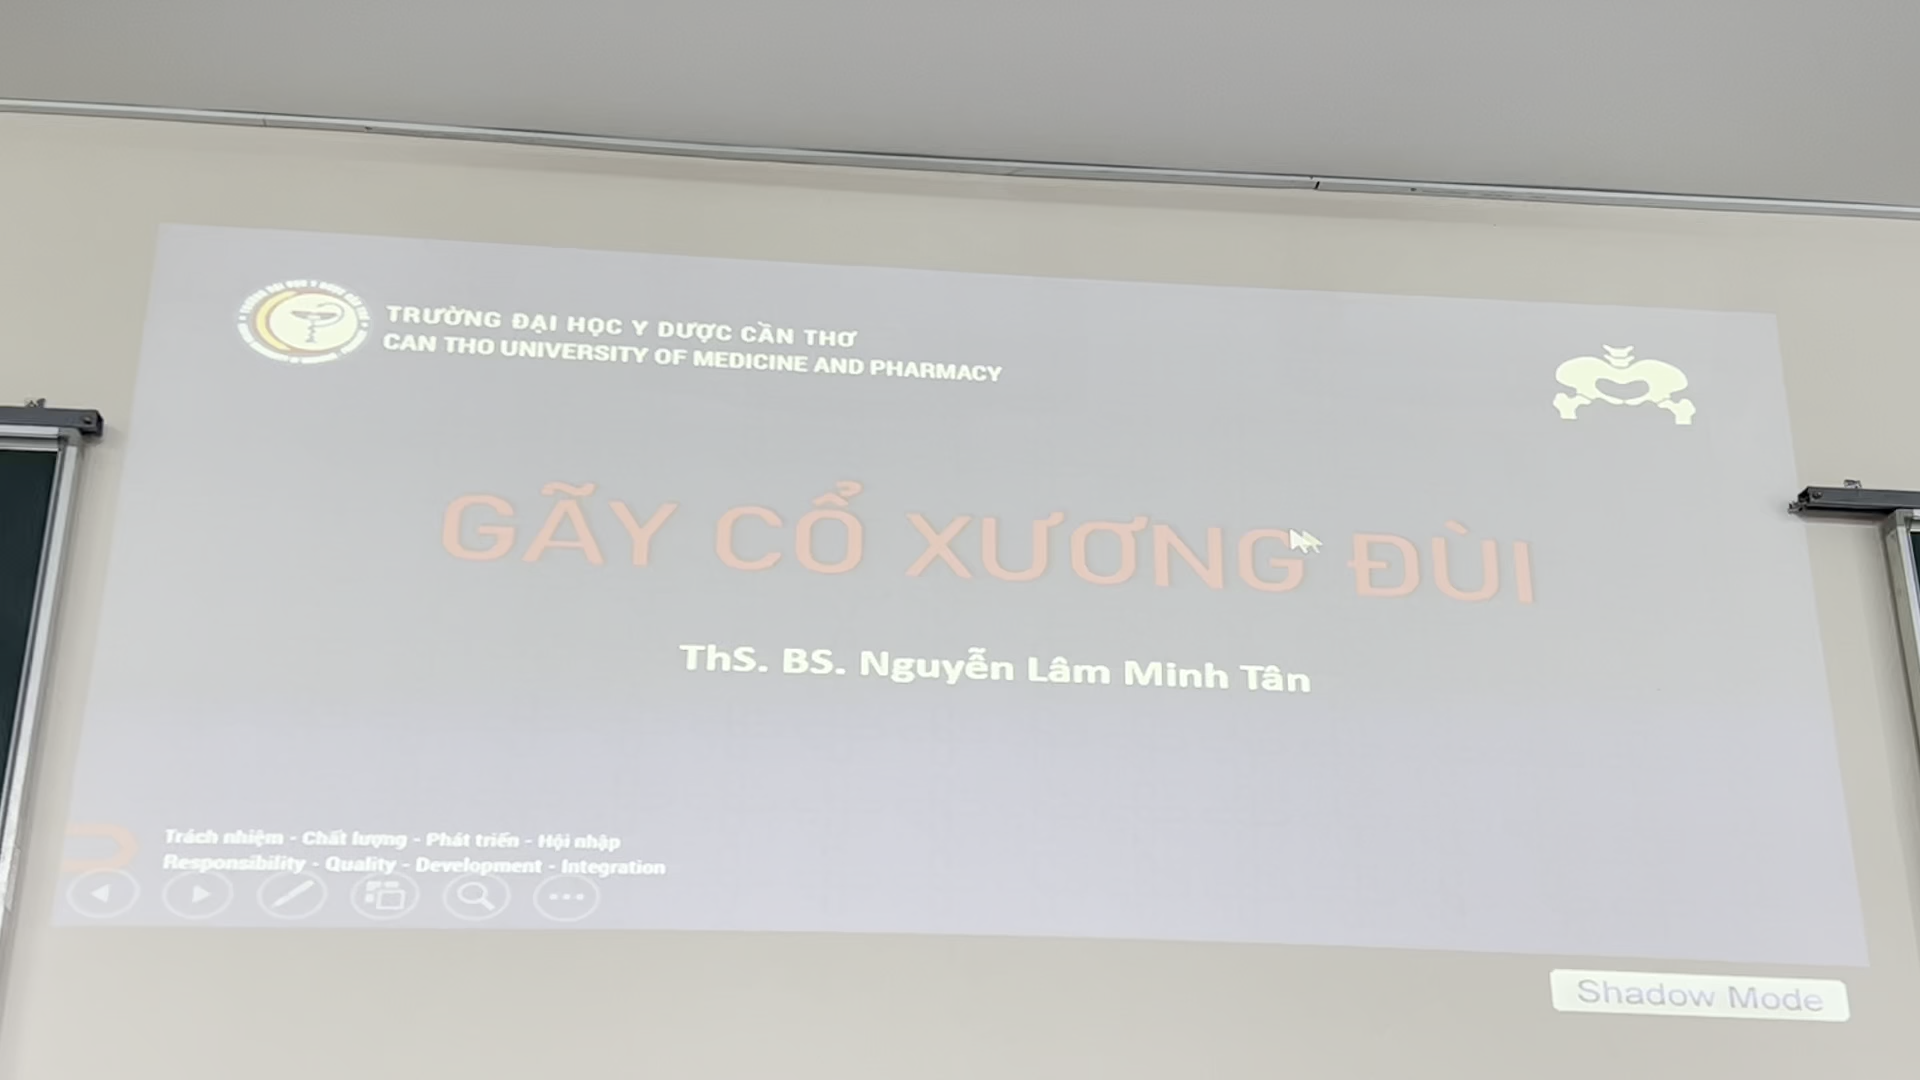 TRƯỜNG ĐẠI HỌC Y DƯỢC CẦN THƠ
CAN THO UNIVERSITY OF MEDICINE AND PHARMACY
GÃY CỔ XƯƠNG ĐÙI
ThS. BS. Nguyễn Lâm Minh Tân
Trách nhiệm - Chất lượng - Phát triển - Hội nhập
Responsibility - Quality - Development - Integration
Shadow Mode